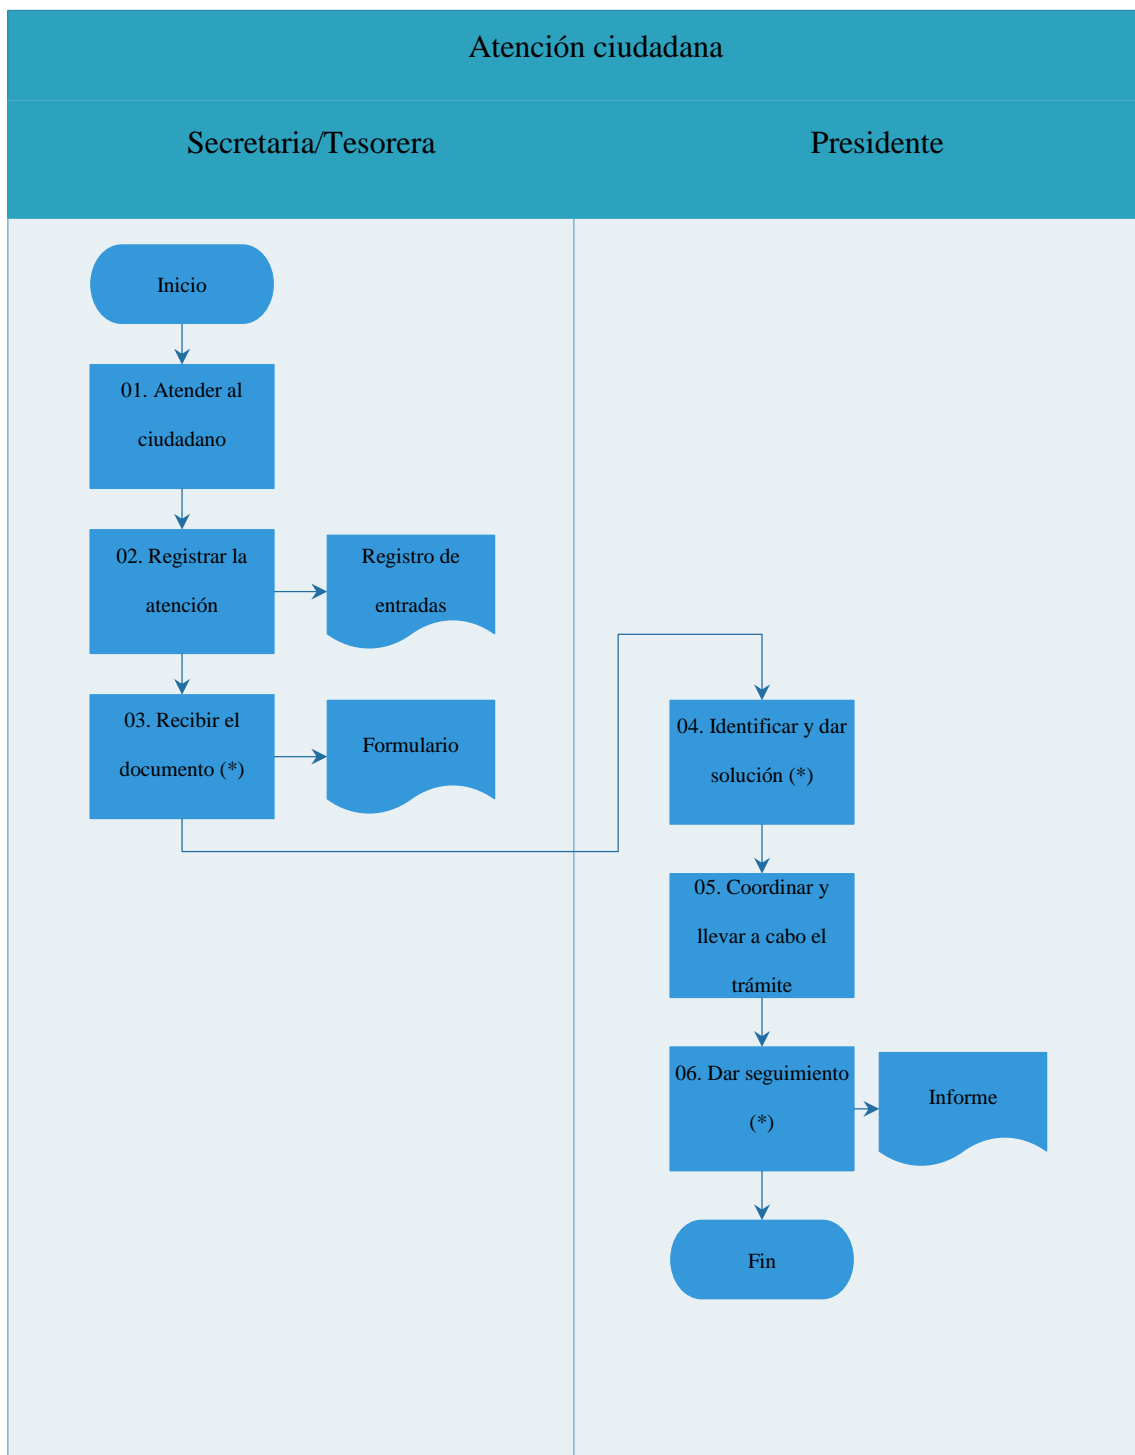 Atención ciudadana
Secretaria/Tesorera
Presidente
Inicio
01. Atender al
ciudadano
02. Registrar la
atención
Registro de
entradas
03. Recibir el
documento (*)
Formulario
04. Identificar y dar
solución (*)
05. Coordinar y
llevar a cabo el
trámite
06. Dar seguimiento
(*)
Informe
Fin